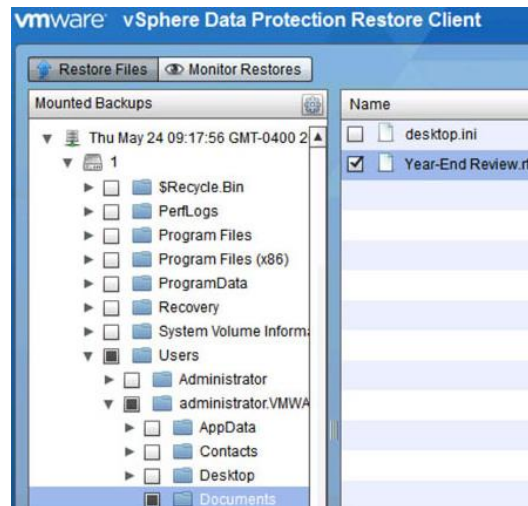 vmware vSphere Data Protection Restore Client
Restore Files Monitor Restores
Mounted Backups
Name
Thu May 24 09:17:56 GMT-0400 2
1
$Recycle.Bin
PerfLogs
Program Files
Program Files (x86)
ProgramData
Recovery
System Volume Informa
Users
Administrator
administrator.VMWA
AppData
Contacts
Desktop
Documents
desktop.ini
Year-End Review.rt